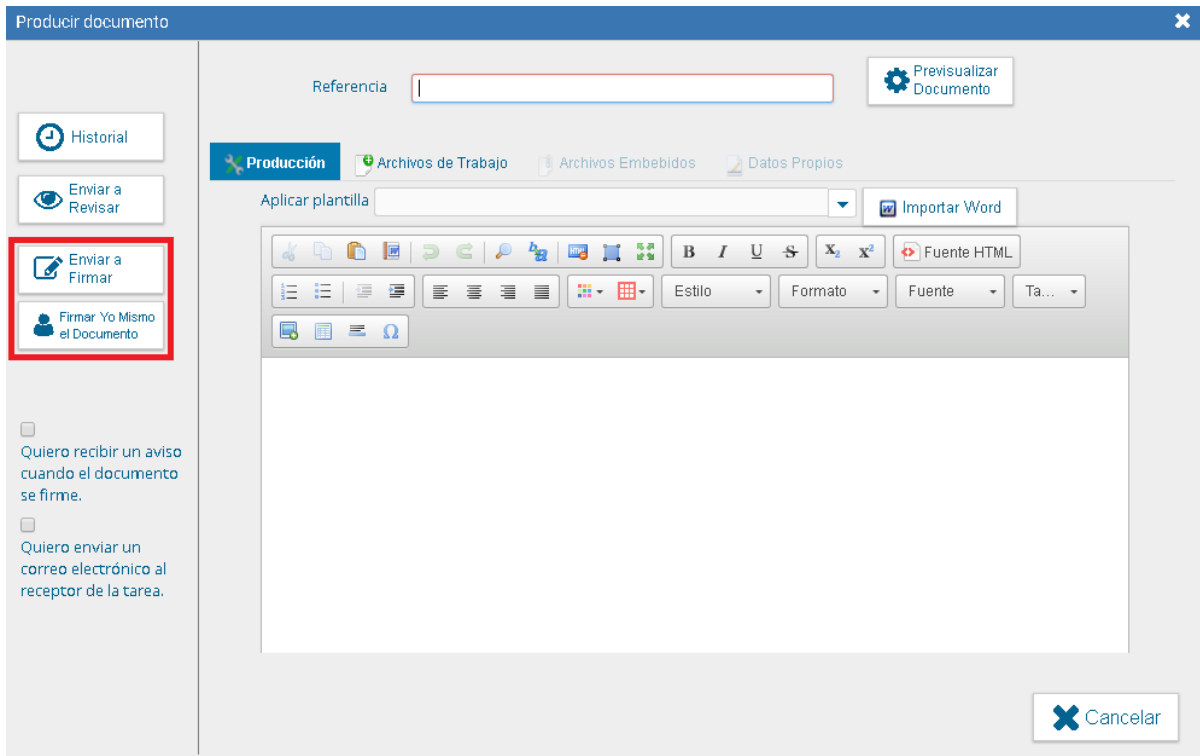 Producir documento
Referencia
Previsualizar
Documento
Historial
Enviar a
Revisar
Enviar a
Firmar
Firmar Yo Mismo
el Documento
Quiero recibir un aviso
cuando el documento
se firme.
Quiero enviar un
correo electrónico al
receptor de la tarea.
Producción
Archivos de Trabajo
Archivos Embebidos
Datos Propios
Aplicar plantilla
Importar Word
B I U S X₂ x² Fuente HTML
Estilo Formato Fuente Ta...
Ω
Cancelar